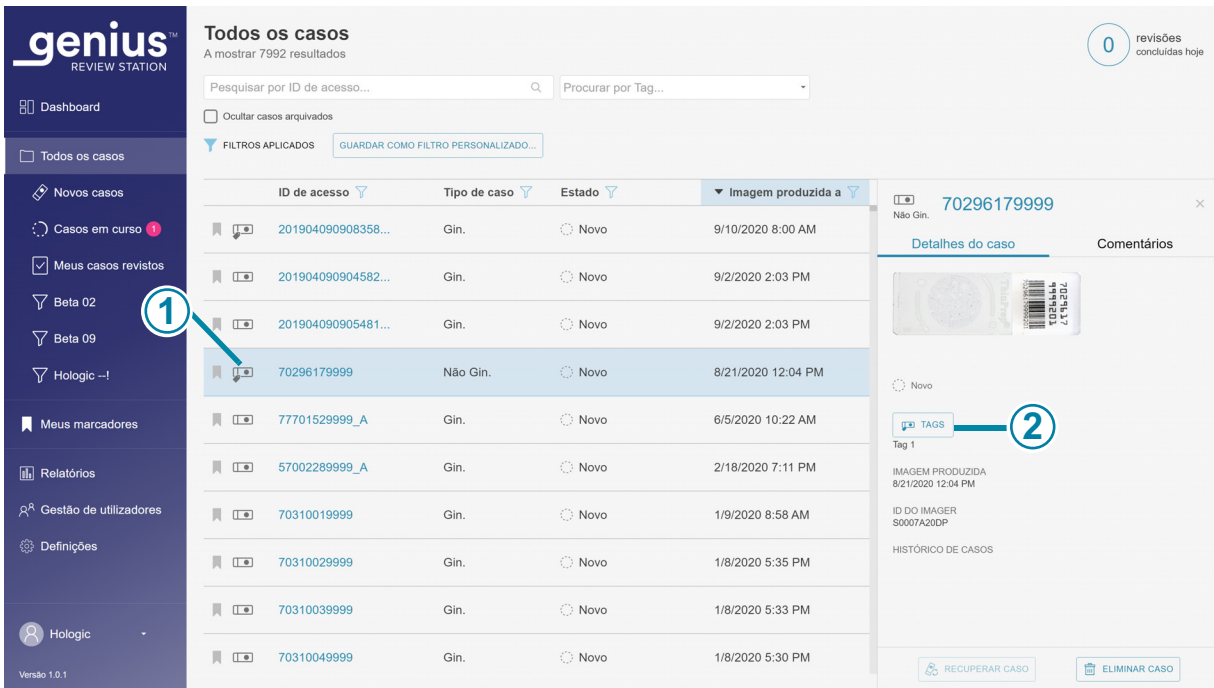 genius™
REVIEW STATION
Dashboard
Todos os casos
Novos casos
Casos em curso 1
Meus casos revistos
Beta 02
Beta 09
Hologic --!
Meus marcadores
Relatórios
Gestão de utilizadores
Definições
Hologic
Versão 1.0.1
Todos os casos
A mostrar 7992 resultados
0 revisões
concluídas hoje
Pesquisar por ID de acesso... Procurar por Tag...
Ocultar casos arquivados
FILTROS APLICADOS GUARDAR COMO FILTRO PERSONALIZADO...
ID de acesso Tipo de caso Estado Imagem produzida a
201904090908358... Gin. Novo 9/10/2020 8:00 AM
201904090904582... Gin. Novo 9/2/2020 2:03 PM
201904090905481... Gin. Novo 9/2/2020 2:03 PM
70296179999 Não Gin. Novo 8/21/2020 12:04 PM
77701529999_A Gin. Novo 6/5/2020 10:22 AM
57002289999_A Gin. Novo 2/18/2020 7:11 PM
70310019999 Gin. Novo 1/9/2020 8:58 AM
70310029999 Gin. Novo 1/8/2020 5:35 PM
70310039999 Gin. Novo 1/8/2020 5:33 PM
70310049999 Gin. Novo 1/8/2020 5:30 PM
1
Não Gin.
70296179999
Detalhes do caso Comentários
ThinPrep
7029617
9999201
Novo
TAGS
2
Tag 1
IMAGEM PRODUZIDA
8/21/2020 12:04 PM
ID DO IMAGER
S0007A20DP
HISTÓRICO DE CASOS
RECUPERAR CASO ELIMINAR CASO